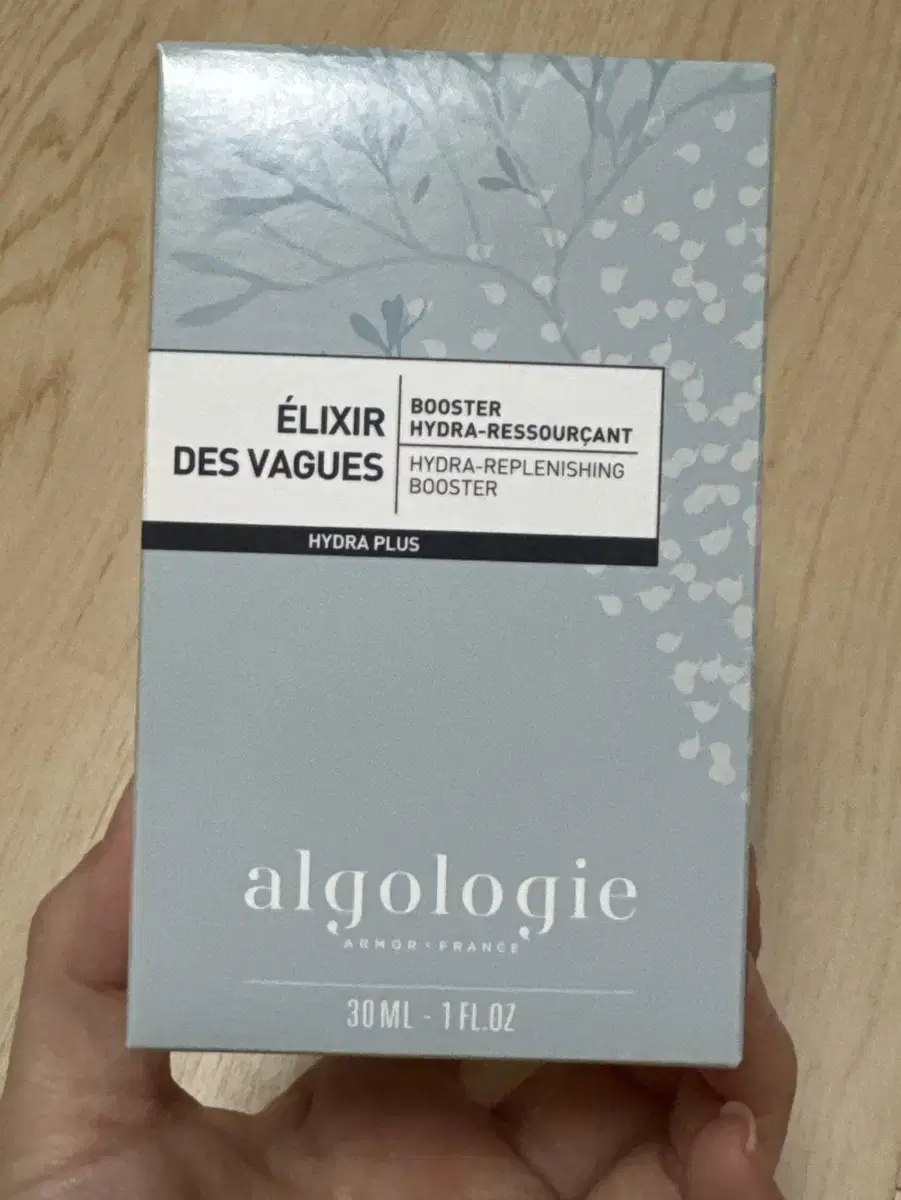 ÉLIXIR
DES VAGUES
BOOSTER
HYDRA-RESSOURÇANT
HYDRA-REPLENISHING
BOOSTER
HYDRA PLUS
algologie
ARMOR • FRANCE
30 ML - 1 FL.OZ